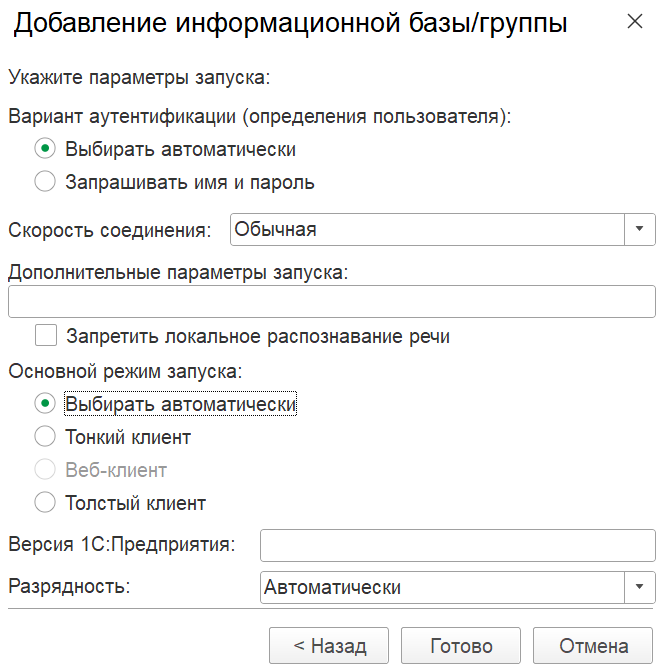 Добавление информационной базы/группы
Укажите параметры запуска:
Вариант аутентификации (определения пользователя):
Выбирать автоматически
Запрашивать имя и пароль
Скорость соединения: Обычная
Дополнительные параметры запуска:
Запретить локальное распознавание речи
Основной режим запуска:
Выбирать автоматически
Тонкий клиент
Веб-клиент
Толстый клиент
Версия 1С:Предприятия:
Разрядность: Автоматически
< Назад Готово Отмена